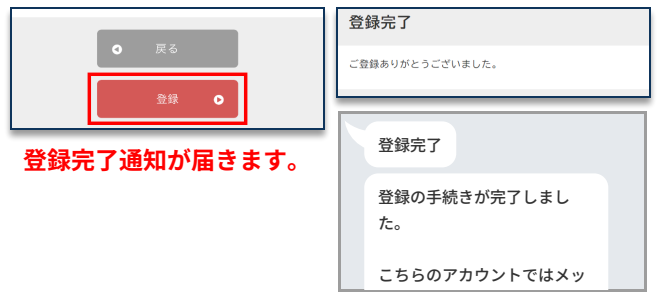 戻る
登録
登録完了通知が届きます。
登録完了
ご登録ありがとうございました。
登録完了
登録の手続きが完了しまし
た。
こちらのアカウントではメッ